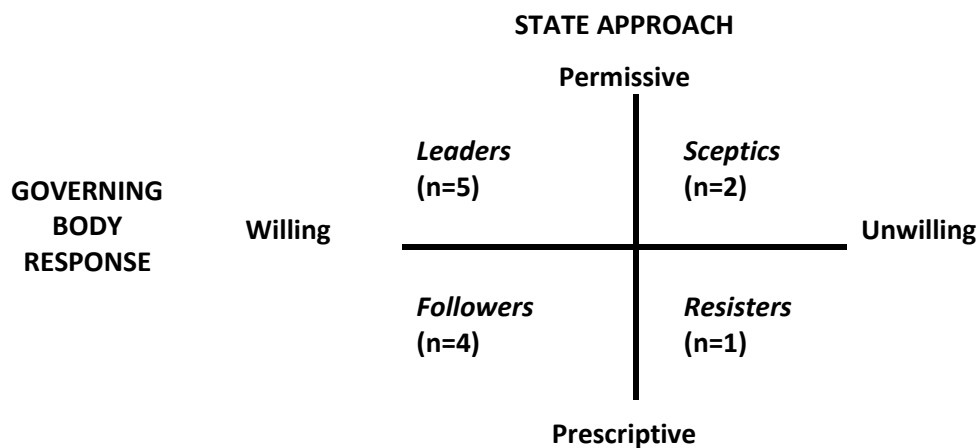 STATE APPROACH
Permissive
Leaders
(n=5)
Sceptics
(n=2)
GOVERNING
BODY
RESPONSE
Willing
Unwilling
Followers
(n=4)
Resisters
(n=1)
Prescriptive